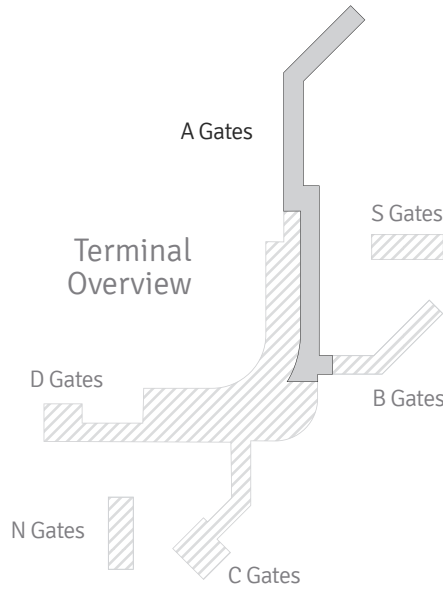 A Gates
S Gates
Terminal
Overview
D Gates
B Gates
N Gates
C Gates